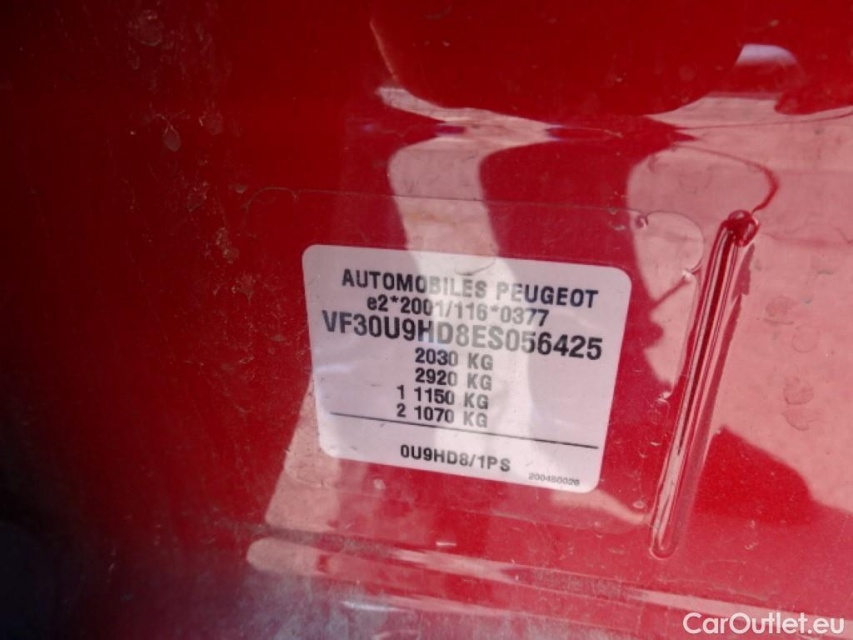 AUTOMOBILES PEUGEOT
e2*2001/116*0377
VF30U9HD8ES056425
2030 KG
2920 KG
1 1150 KG
2 1070 KG
0U9HD8/1PS
CarOutlet.eu